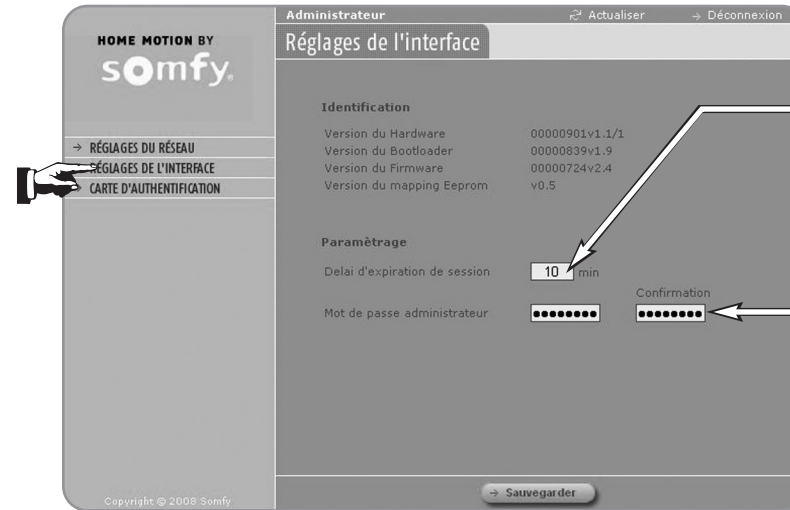 Administrateur
Actualiser
→ Déconnexion
HOME MOTION BY
somfy.
Réglages de l'interface
→ RÉGLAGES DU RÉSEAU
RÉGLAGES DE L'INTERFACE
CARTE D'AUTHENTIFICATION
Identification
Version du Hardware 00000901v1.1/1
Version du Bootloader 00000839v1.9
Version du Firmware 00000724v2.4
Version du mapping Eeprom v0.5
Paramètrage
Delai d'expiration de session 10 min
Confirmation
Mot de passe administrateur ●●●●●●●● ●●●●●●●●
→ Sauvegarder
Copyright © 2008 Somfy